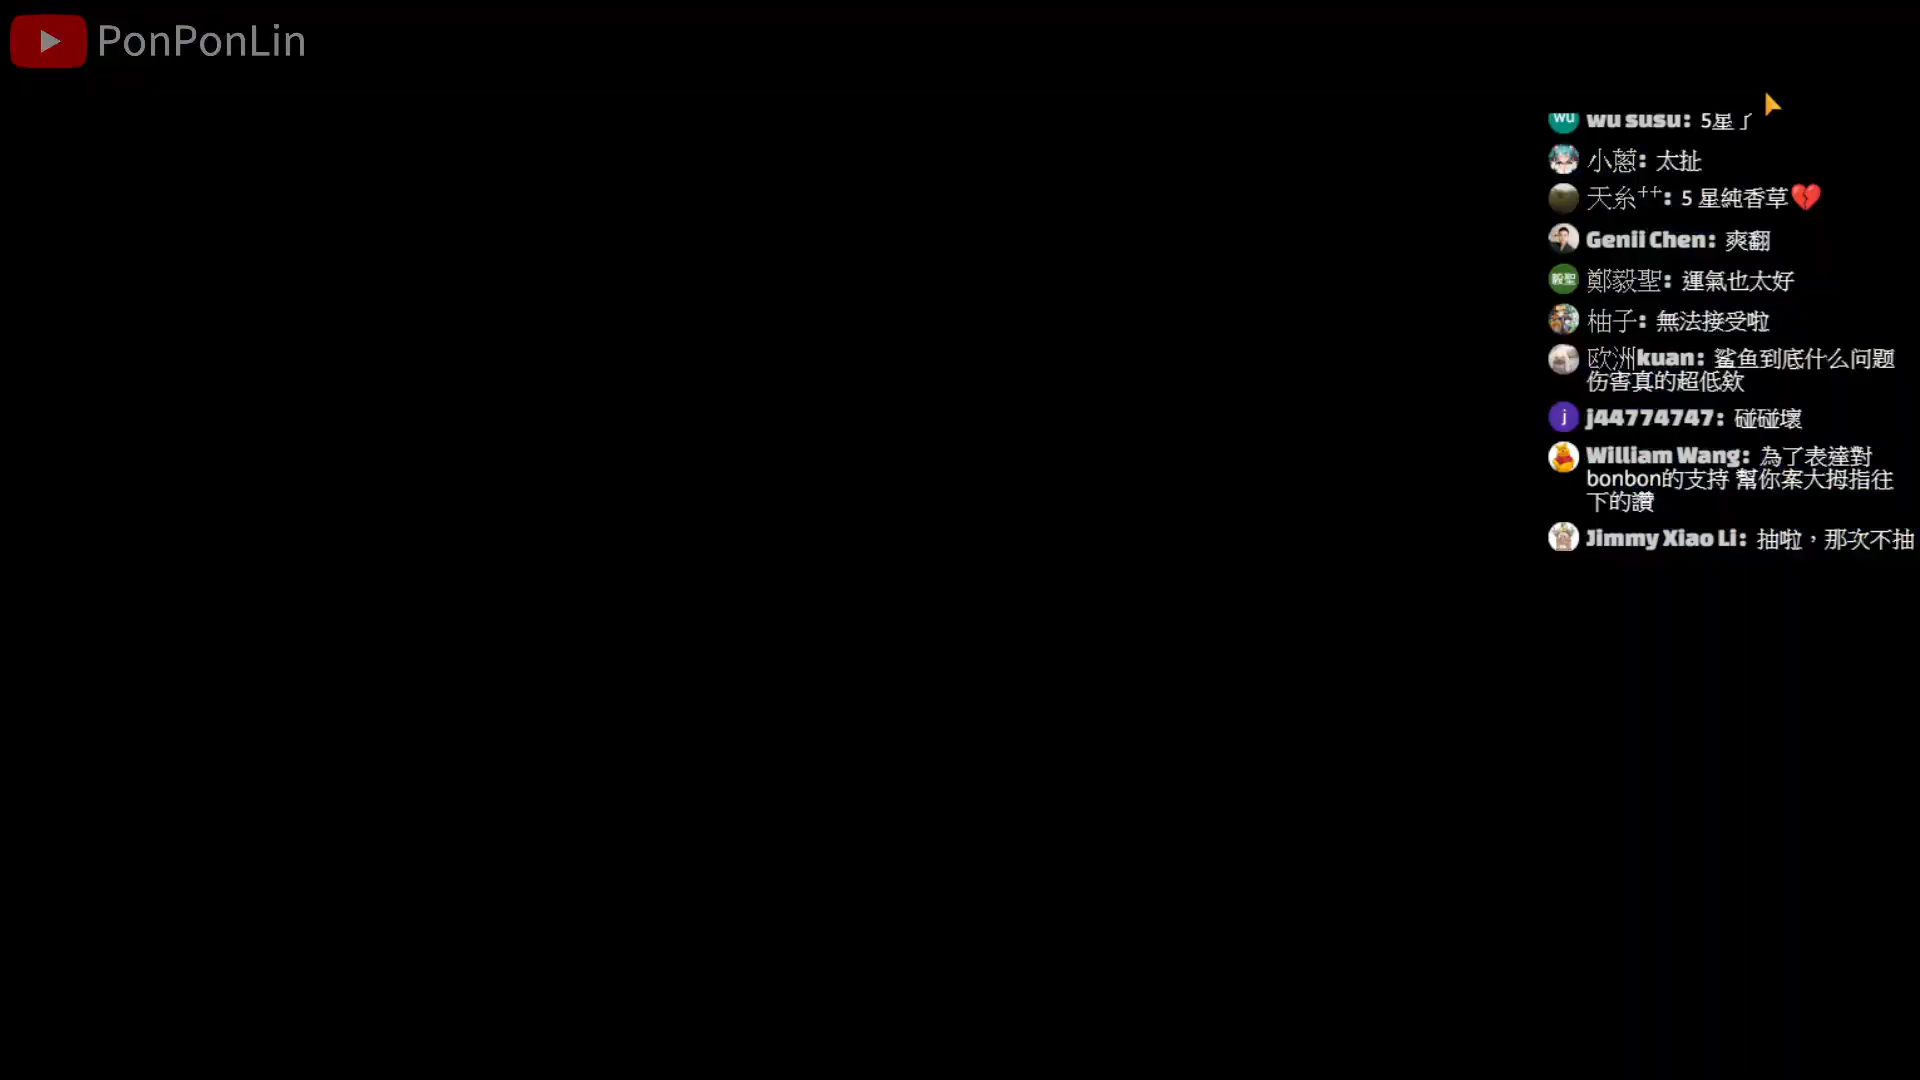 PonPonLin
wu susu: 5星了
小蔥: 太扯
天糸艹: 5 星純香草
Genii Chen: 爽翻
鄭毅聖: 運氣也太好
柚子: 無法接受啦
欧洲kuan: 鲨鱼到底什么问题
伤害真的超低欸
j44774747: 碰碰壞
William Wang: 為了表達對
bonbon的支持 幫你案大拇指往
下的讚
Jimmy Xiao Li: 抽啦，那次不抽